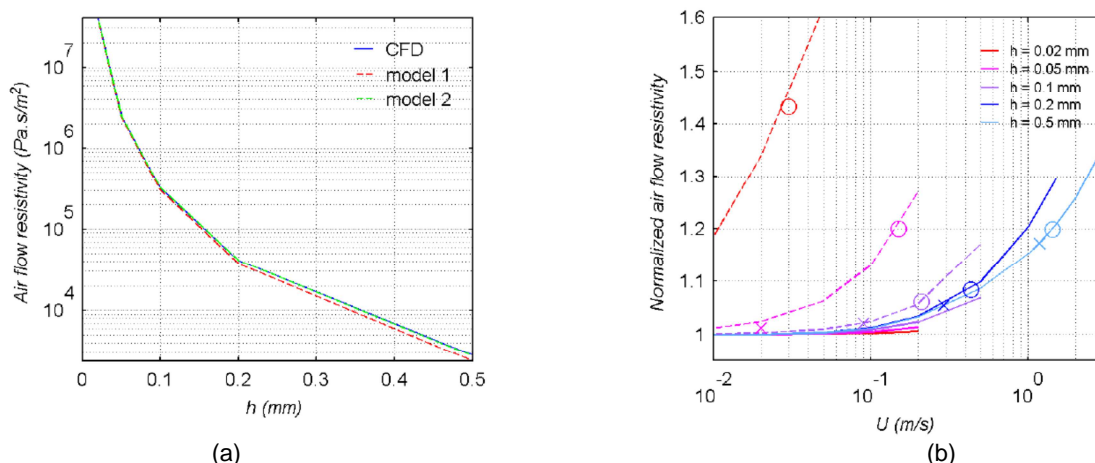 Air flow resistivity (Pa.s/m²)
10⁷
10⁶
10⁵
10⁴
CFD
model 1
model 2
0
0.1
0.2
0.3
0.4
0.5
h (mm)
(a)
Normalized air flow resistivity
1.6
1.5
1.4
1.3
1.2
1.1
1
h = 0.02 mm
h = 0.05 mm
h = 0.1 mm
h = 0.2 mm
h = 0.5 mm
10⁻²
10⁻¹
10⁰
U (m/s)
(b)